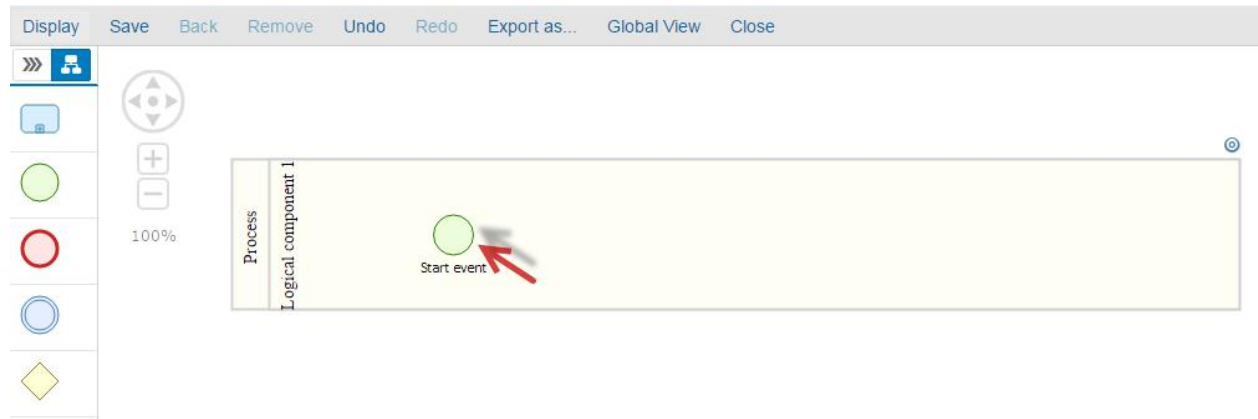 Display Save Back Remove Undo Redo Export as... Global View Close
100%
Process
Logical component 1
Start event